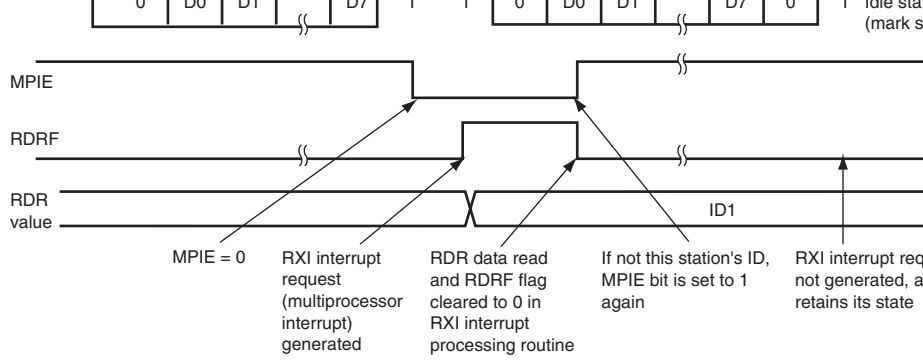 0 D0 D1 D7 1 1 0 D0 D1 D7 0 1 Idle
(mark
MPIE
RDRF
RDR
value
ID1
MPIE = 0
RXI interrupt
request
(multiprocessor
interrupt)
generated
RDR data read
and RDRF flag
cleared to 0 in
RXI interrupt
processing routine
If not this station's ID,
MPIE bit is set to 1
again
RXI interrupt
not generated,
retains its state